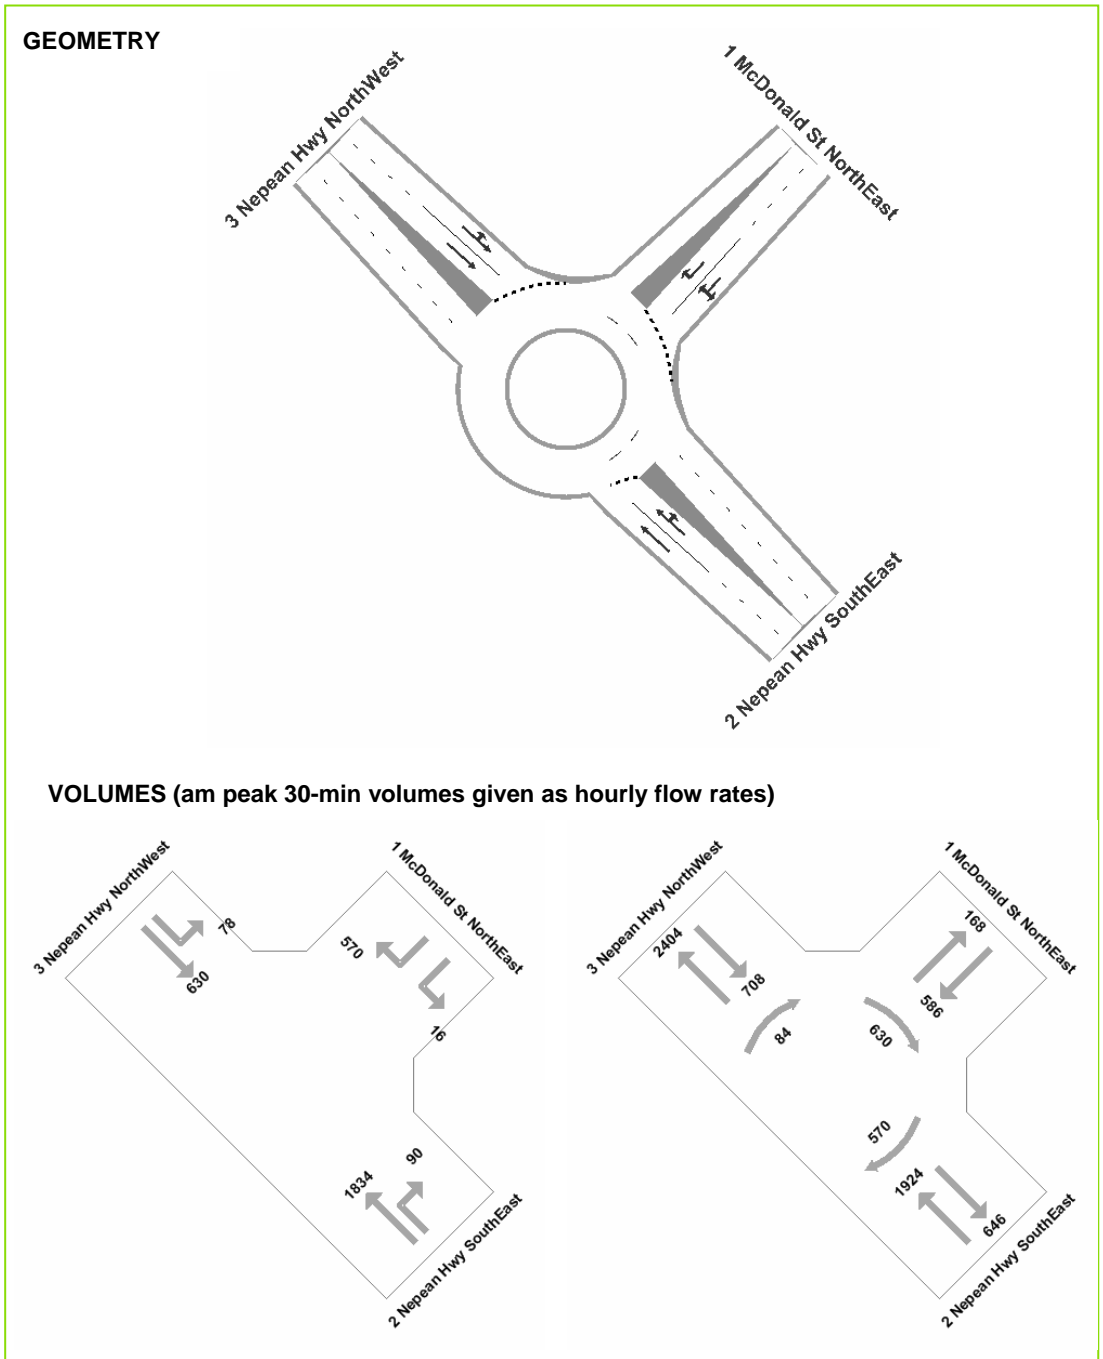 GEOMETRY
3 Nepean Hwy NorthWest
1 McDonald St NorthEast
2 Nepean Hwy SouthEast
VOLUMES (am peak 30-min volumes given as hourly flow rates)
3 Nepean Hwy NorthWest
1 McDonald St NorthEast
78
630
570
16
1834
90
2 Nepean Hwy SouthEast
3 Nepean Hwy NorthWest
1 McDonald St NorthEast
2404
708
168
586
84
630
570
1924
646
2 Nepean Hwy SouthEast